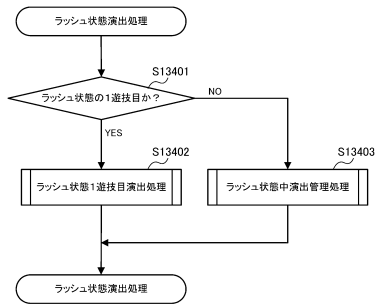 ラッシュ状態演出処理
S13401
ラッシュ状態の1遊技目か？
NO
YES
S13402
S13403
ラッシュ状態1遊技目演出処理
ラッシュ状態中演出管理処理
ラッシュ状態演出処理